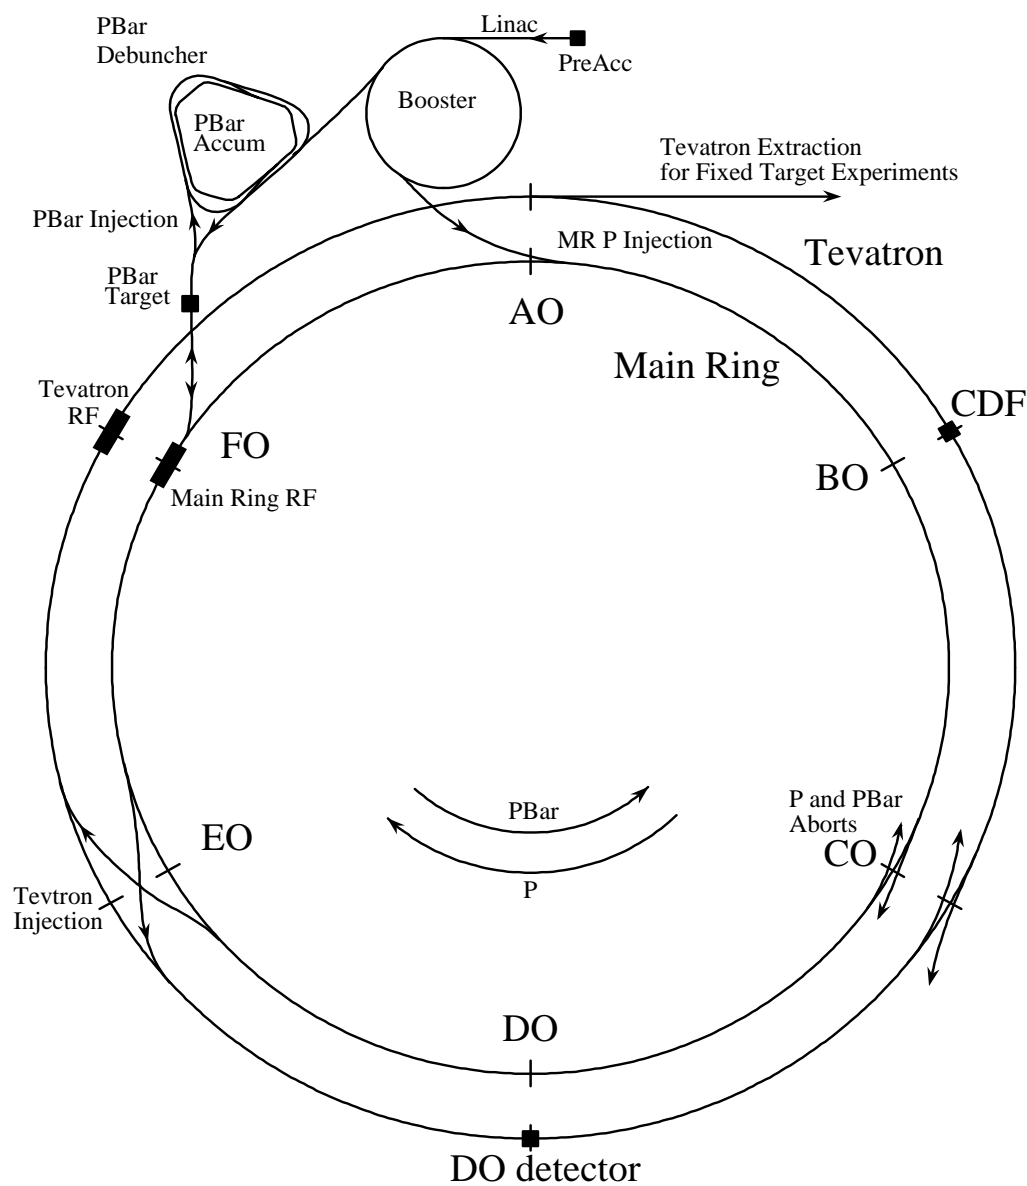 PBar
Debuncher
Linac
PreAcc
Booster
PBar
Accum
Tevatron Extraction
for Fixed Target Experiments
PBar Injection
MR P Injection
Tevatron
PBar
Target
AO
Main Ring
Tevatron
RF
CDF
FO
BO
Main Ring RF
PBar
P and PBar
Aborts
EO
CO
P
Tevtron
Injection
DO
DO detector